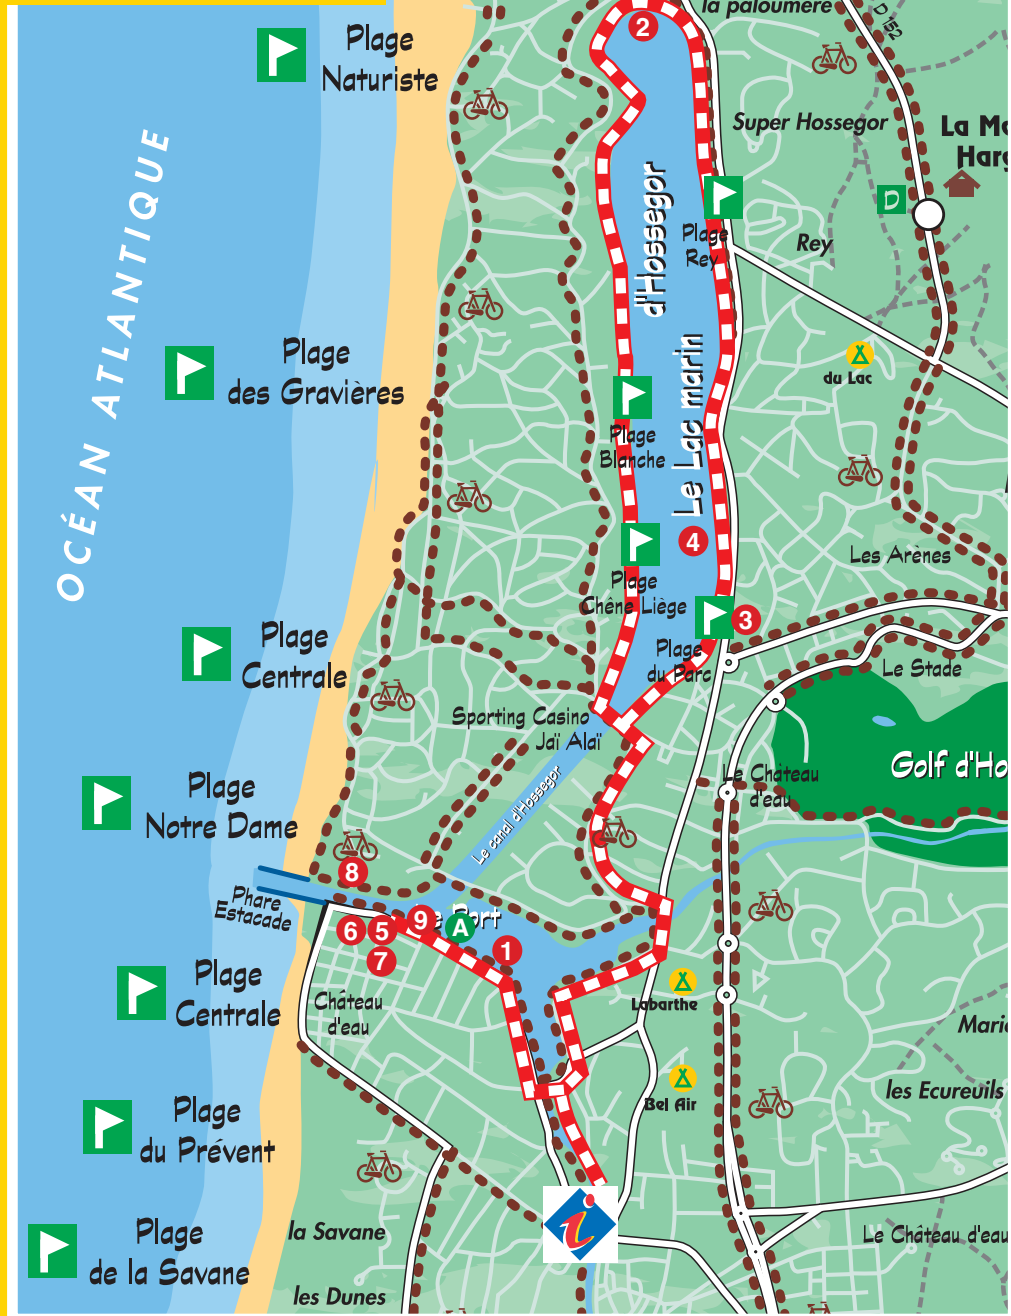 la paloumère
D 152
2
Plage
Naturiste
Super Hossegor
La M
Har
D
OCÉAN ATLANTIQUE
Plage
Rey
Rey
Le Lac marin
d'Hossegor
Plage
des Gravières
du Lac
Plage
Blanche
4
Les Arènes
Plage
Chêne Liège
3
Plage
Centrale
Plage
du Parc
Le Stade
Sporting Casino
Jaï Alaï
Golf d'Ho
Le Château
d'eau
Plage
Notre Dame
Le canal d'Hossegor
8
Phare
Estacade
Le Port
9
A
6
5
7
1
Plage
Centrale
Château
d'eau
Labarthe
Marie
Bel Air
les Ecureuils
Plage
du Prévent
Plage
de la Savane
la Savane
i
Le Château d'eau
les Dunes